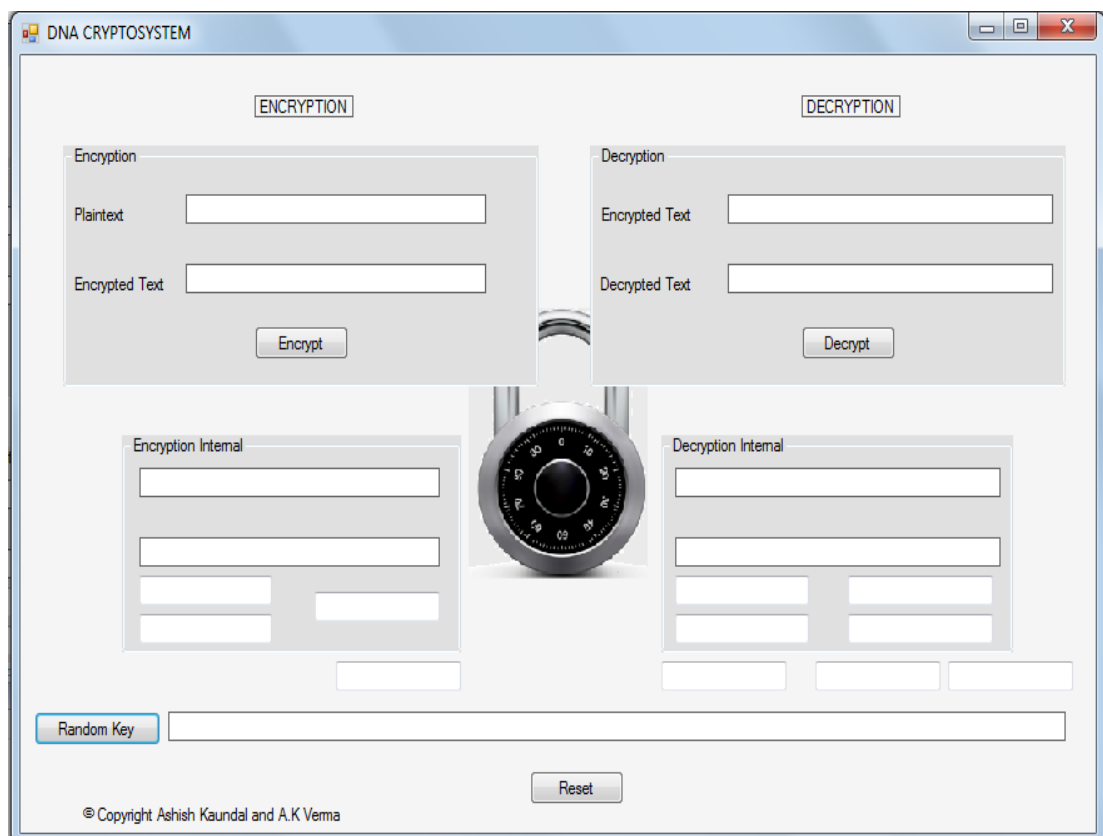 DNA CRYPTOSYSTEM
ENCRYPTION
DECRYPTION
Encryption
Plaintext
Encrypted Text
Encrypt
Decryption
Encrypted Text
Decrypted Text
Decrypt
Encryption Internal
Decryption Internal
Random Key
Reset
© Copyright Ashish Kaundal and A.K Verma